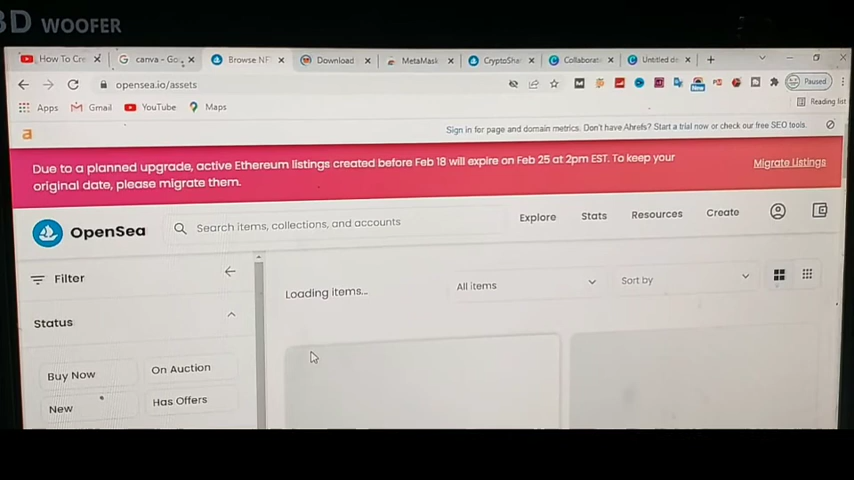 3D WOOFER
How To Cre
canva - Go
Browse NF
Download
MetaMask
CryptoSha
Collaborat
Untitled de
opensea.io/assets
New
Paused
Apps
Gmail
YouTube
Maps
Reading list
a
Sign in for page and domain metrics. Don't have Ahrefs? Start a trial now or check our free SEO tools.
Due to a planned upgrade, active Ethereum listings created before Feb 18 will expire on Feb 25 at 2pm EST. To keep your
original date, please migrate them.
Migrate Listings
OpenSea
Search items, collections, and accounts
Explore
Stats
Resources
Create
Filter
Loading items...
All items
Sort by
Status
Buy Now
On Auction
New
Has Offers